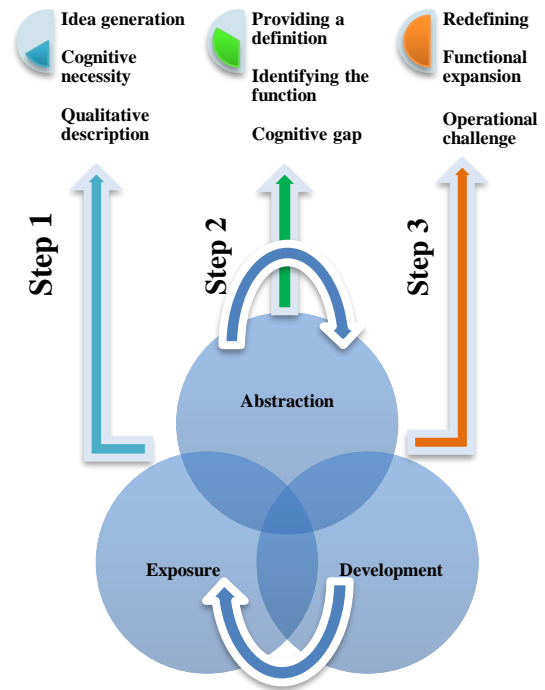 Idea generation
Cognitive
necessity
Qualitative
description
Providing a
definition
Identifying the
function
Cognitive gap
Redefining
Functional
expansion
Operational
challenge
Step 1
Step 2
Step 3
Abstraction
Exposure
Development